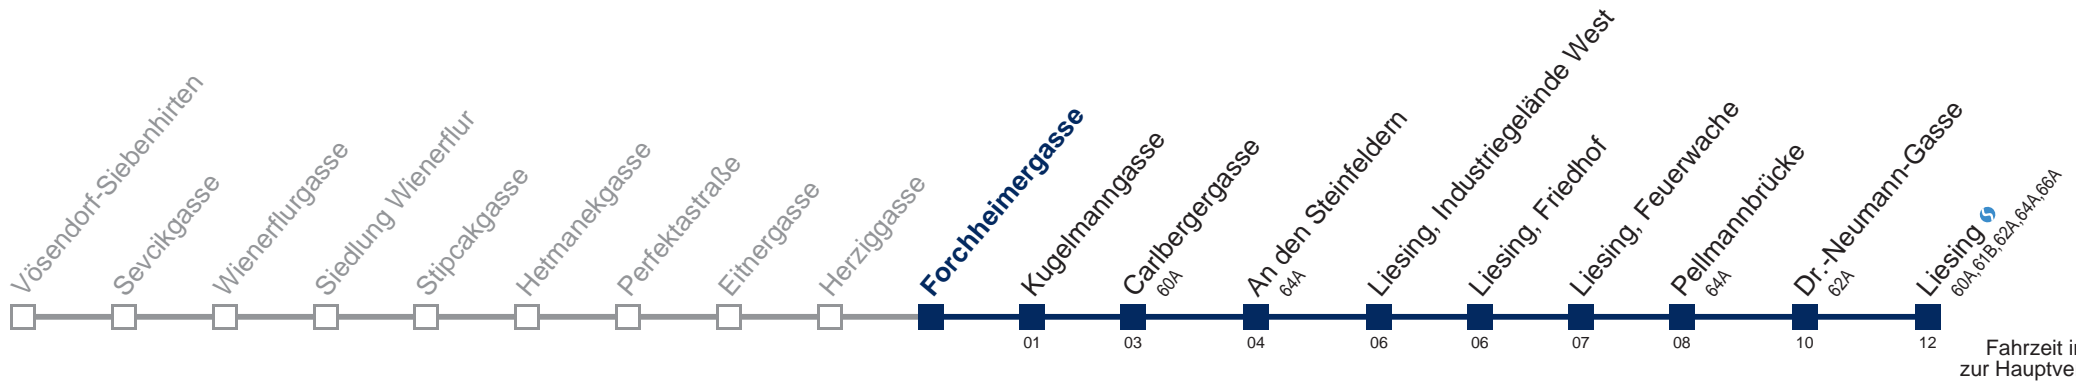 Vösendorf-Siebenhirten
Sevcikgasse
Wienerflurgasse
Siedlung Wienerflur
Stipcakgasse
Hetmanekgasse
Perfektastraße
Eitnergasse
Herziggasse
Forchheimergasse
Kugelmanngasse
Carlbergergasse
60A
An den Steinfeldern
64A
Liesing, Industriegelände West
Liesing, Friedhof
Liesing, Feuerwache
Pellmannbrücke
64A
Dr.-Neumann-Gasse
62A
Liesing
60A,61B,62A,64A,66A
01
03
04
06
06
07
08
10
12
Fahrzeit
zur